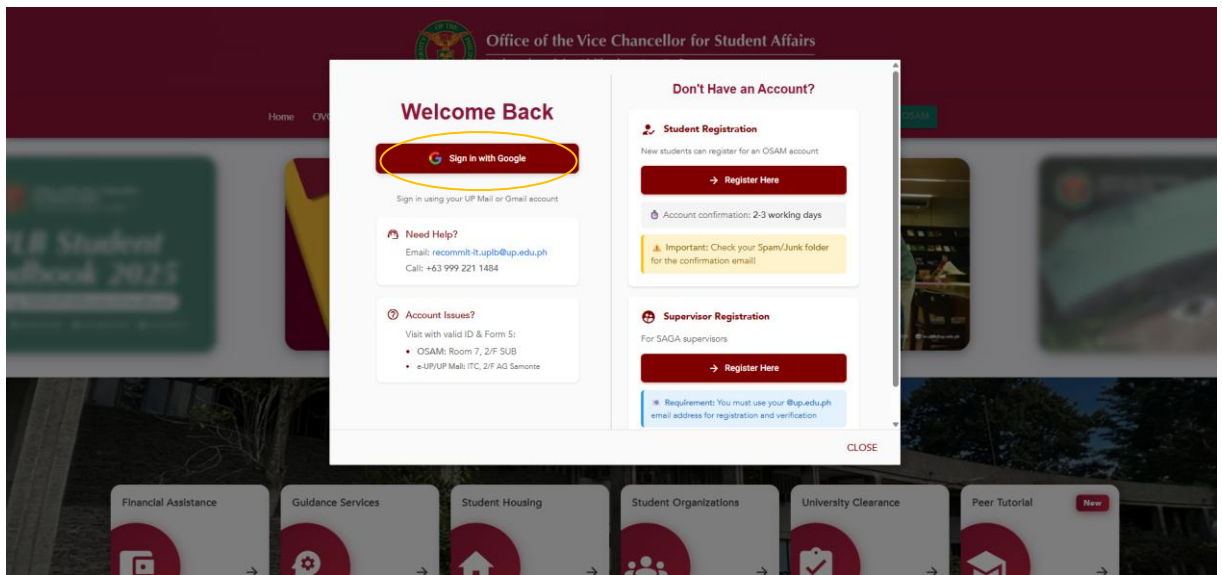 Office of the Vice Chancellor for Student Affairs
Home
Welcome Back
Sign in with Google
Sign in using your UP Mail or Gmail account
Need Help?
Email: recommit-it.uplb@up.edu.ph
Call: +63 999 221 1484
Account Issues?
Visit with valid ID & Form 5:
• OSAM: Room 7, 2/F SUB
• e-UP/UP Mail: ITC, 2/F AG Samonte
Don't Have an Account?
Student Registration
New students can register for an OSAM account
→ Register Here
Account confirmation: 2-3 working days
Important: Check your Spam/Junk folder
for the confirmation email!
Supervisor Registration
For SAGA supervisors
→ Register Here
Requirement: You must use your @up.edu.ph
email address for registration and verification
CLOSE
Student
2025
Financial Assistance
Guidance Services
Student Housing
Student Organizations
University Clearance
Peer Tutorial
New